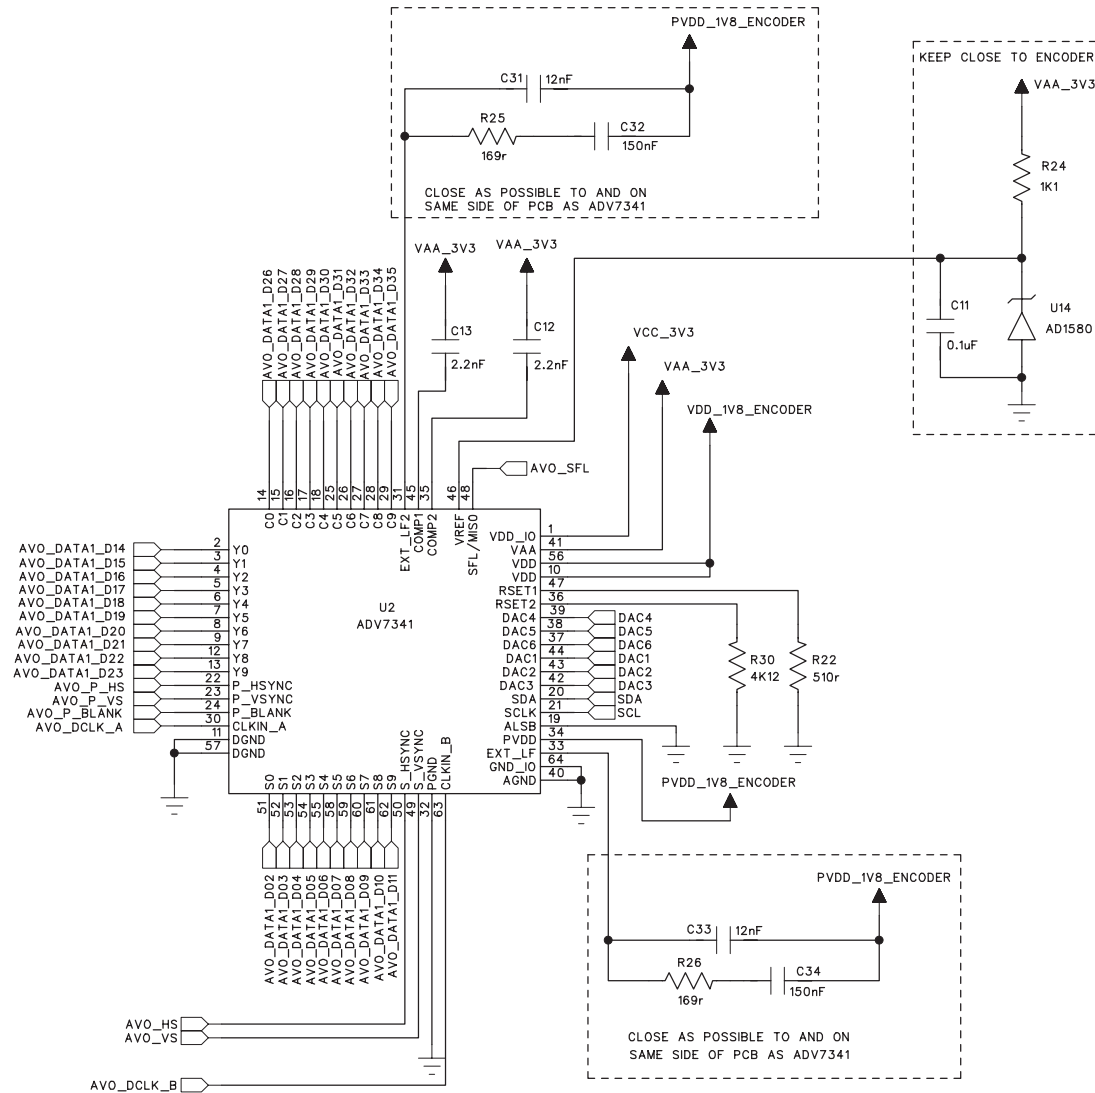 PVDD_1V8_ENCODER
C31 12nF
R25
169r
C32
150nF
CLOSE AS POSSIBLE TO AND ON
SAME SIDE OF PCB AS ADV7341
KEEP CLOSE TO ENCODER
VAA_3V3
R24
1K1
C11
0.1uF
U14
AD1580
VAA_3V3
C13
2.2nF
VAA_3V3
C12
2.2nF
VCC_3V3
VAA_3V3
VDD_1V8_ENCODER
AVO_SFL
AVO_DATA1_D26
AVO_DATA1_D27
AVO_DATA1_D28
AVO_DATA1_D29
AVO_DATA1_D30
AVO_DATA1_D31
AVO_DATA1_D32
AVO_DATA1_D33
AVO_DATA1_D34
AVO_DATA1_D35
14 C0
15 C1
16 C2
17 C3
18 C4
25 C5
26 C6
27 C7
28 C8
29 C9
31 EXT_LF2
45 COMP1
35 COMP2
46 VREF
48 SFL/MISO
U2
ADV7341
AVO_DATA1_D14 2 Y0
AVO_DATA1_D15 3 Y1
AVO_DATA1_D16 4 Y2
AVO_DATA1_D17 5 Y3
AVO_DATA1_D18 6 Y4
AVO_DATA1_D19 7 Y5
AVO_DATA1_D20 8 Y6
AVO_DATA1_D21 9 Y7
AVO_DATA1_D22 12 Y8
AVO_DATA1_D23 13 Y9
AVO_P_HS 22 P_HSYNC
AVO_P_VS 23 P_VSYNC
AVO_P_BLANK 24 P_BLANK
AVO_DCLK_A 30 CLKIN_A
11 DGND
57 DGND
VDD_IO 1
VAA 41
VDD 56
VDD 10
RSET1 47
RSET2 36
DAC4 39 DAC4
DAC5 38 DAC5
DAC6 37 DAC6
DAC1 44 DAC1
DAC2 43 DAC2
DAC3 42 DAC3
SDA 20 SDA
SCLK 21 SCL
ALSB 19
PVDD 34
EXT_LF 33
GND_IO 64
AGND 40
R30
4K12
R22
510r
PVDD_1V8_ENCODER
S0 51
S1 52
S2 53
S3 54
S4 55
S5 58
S6 59
S7 60
S8 61
S9 62
S_HSYNC 50
S_VSYNC 49
PGND 32
CLKIN_B 63
AVO_DATA1_D02
AVO_DATA1_D03
AVO_DATA1_D04
AVO_DATA1_D05
AVO_DATA1_D06
AVO_DATA1_D07
AVO_DATA1_D08
AVO_DATA1_D09
AVO_DATA1_D10
AVO_DATA1_D11
AVO_HS
AVO_VS
AVO_DCLK_B
PVDD_1V8_ENCODER
C33 12nF
R26
169r
C34
150nF
CLOSE AS POSSIBLE TO AND ON
SAME SIDE OF PCB AS ADV7341